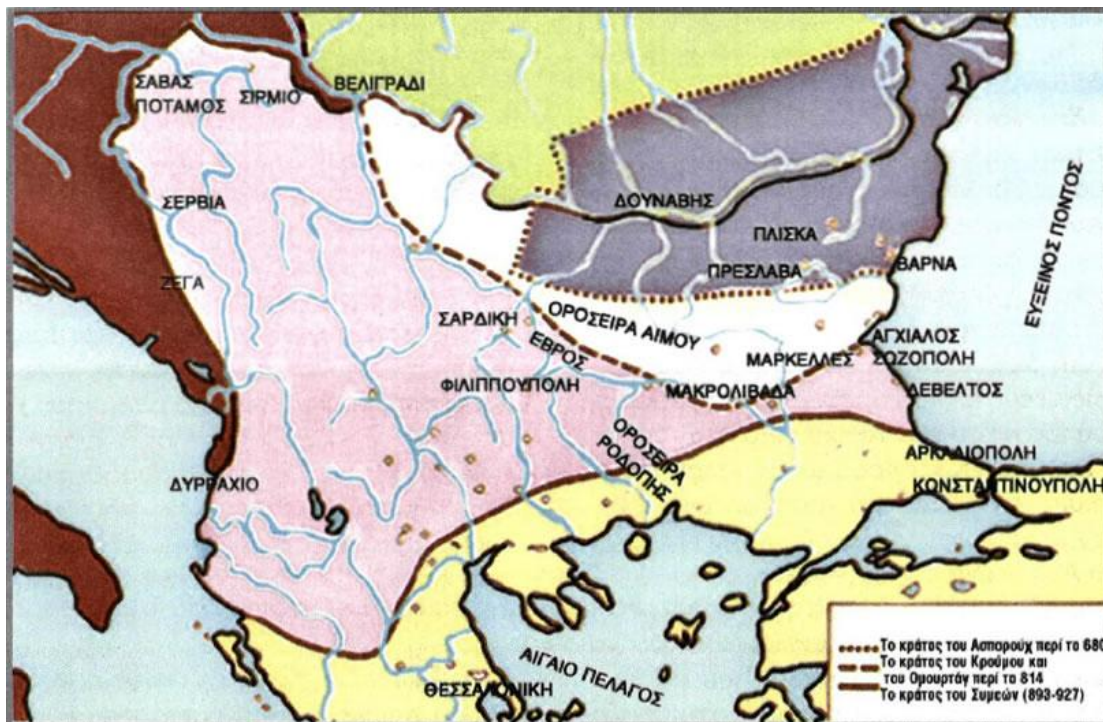 ΣΑΒΑΣ
ΠΟΤΑΜΟΣ
ΣΙΡΜΙΟ
ΒΕΛΙΓΡΑΔΙ
ΣΕΡΒΙΑ
ΔΟΥΝΑΒΗΣ
ΠΛΙΣΚΑ
ΠΡΕΣΛΑΒΑ
ΒΑΡΝΑ
ΕΥΞΕΙΝΟΣ ΠΟΝΤΟΣ
ΖΕΓΑ
ΣΑΡΔΙΚΗ
ΟΡΟΣΕΙΡΑ ΑΙΜΟΥ
ΕΒΡΟΣ
ΜΑΡΚΕΛΛΕΣ
ΑΓΧΙΑΛΟΣ
ΣΩΖΟΠΟΛΗ
ΦΙΛΙΠΠΟΥΠΟΛΗ
ΜΑΚΡΟΛΙΒΑΔΑ
ΔΕΒΕΛΤΟΣ
ΟΡΟΣΕΙΡΑ
ΡΟΔΟΠΗΣ
ΑΡΚΑΔΙΟΠΟΛΗ
ΚΩΝΣΤΑΝΤΙΝΟΥΠΟΛΗ
ΔΥΡΡΑΧΙΟ
ΑΙΓΑΙΟ ΠΕΛΑΓΟΣ
ΘΕΣΣΑΛΟΝΙΚΗ
Το κράτος του Ασπορούχ περί το 680
Το κράτος του Κρούμου και
του Ομουρτάν περί το 814
Το κράτος του Συμεών (893-927)